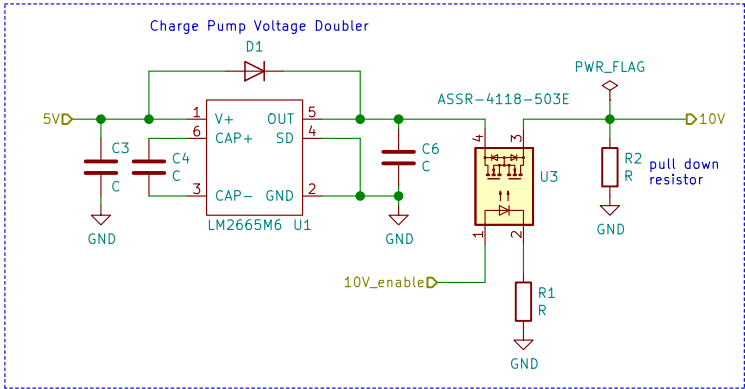 Charge Pump Voltage Doubler
D1
PWR_FLAG
ASSR-4118-503E
5V
1 V+ OUT 5
6 CAP+ SD 4
3 CAP- GND 2
LM2665M6 U1
C3
C
C4
C
C6
C
GND
GND
4 3
U3
1 2
10V
R2
R
pull down
resistor
GND
10V_enable
R1
R
GND